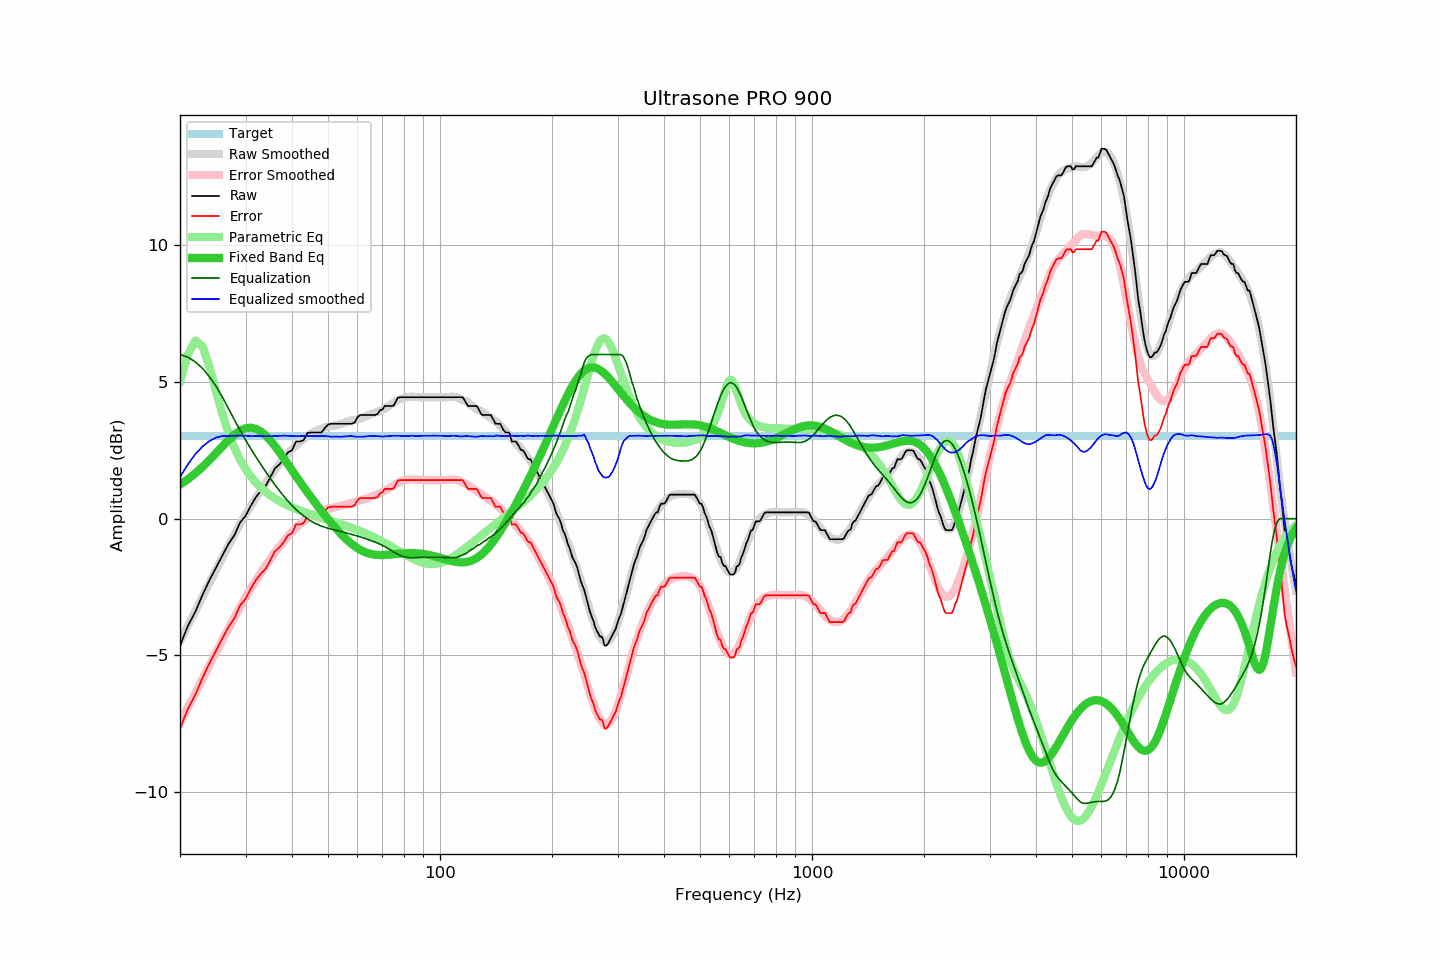 Ultrasone PRO 900
Target
Raw Smoothed
Error Smoothed
Raw
Error
Parametric Eq
Fixed Band Eq
Equalization
Equalized smoothed
10
5
0
−5
−10
Amplitude (dBr)
100
1000
10000
Frequency (Hz)